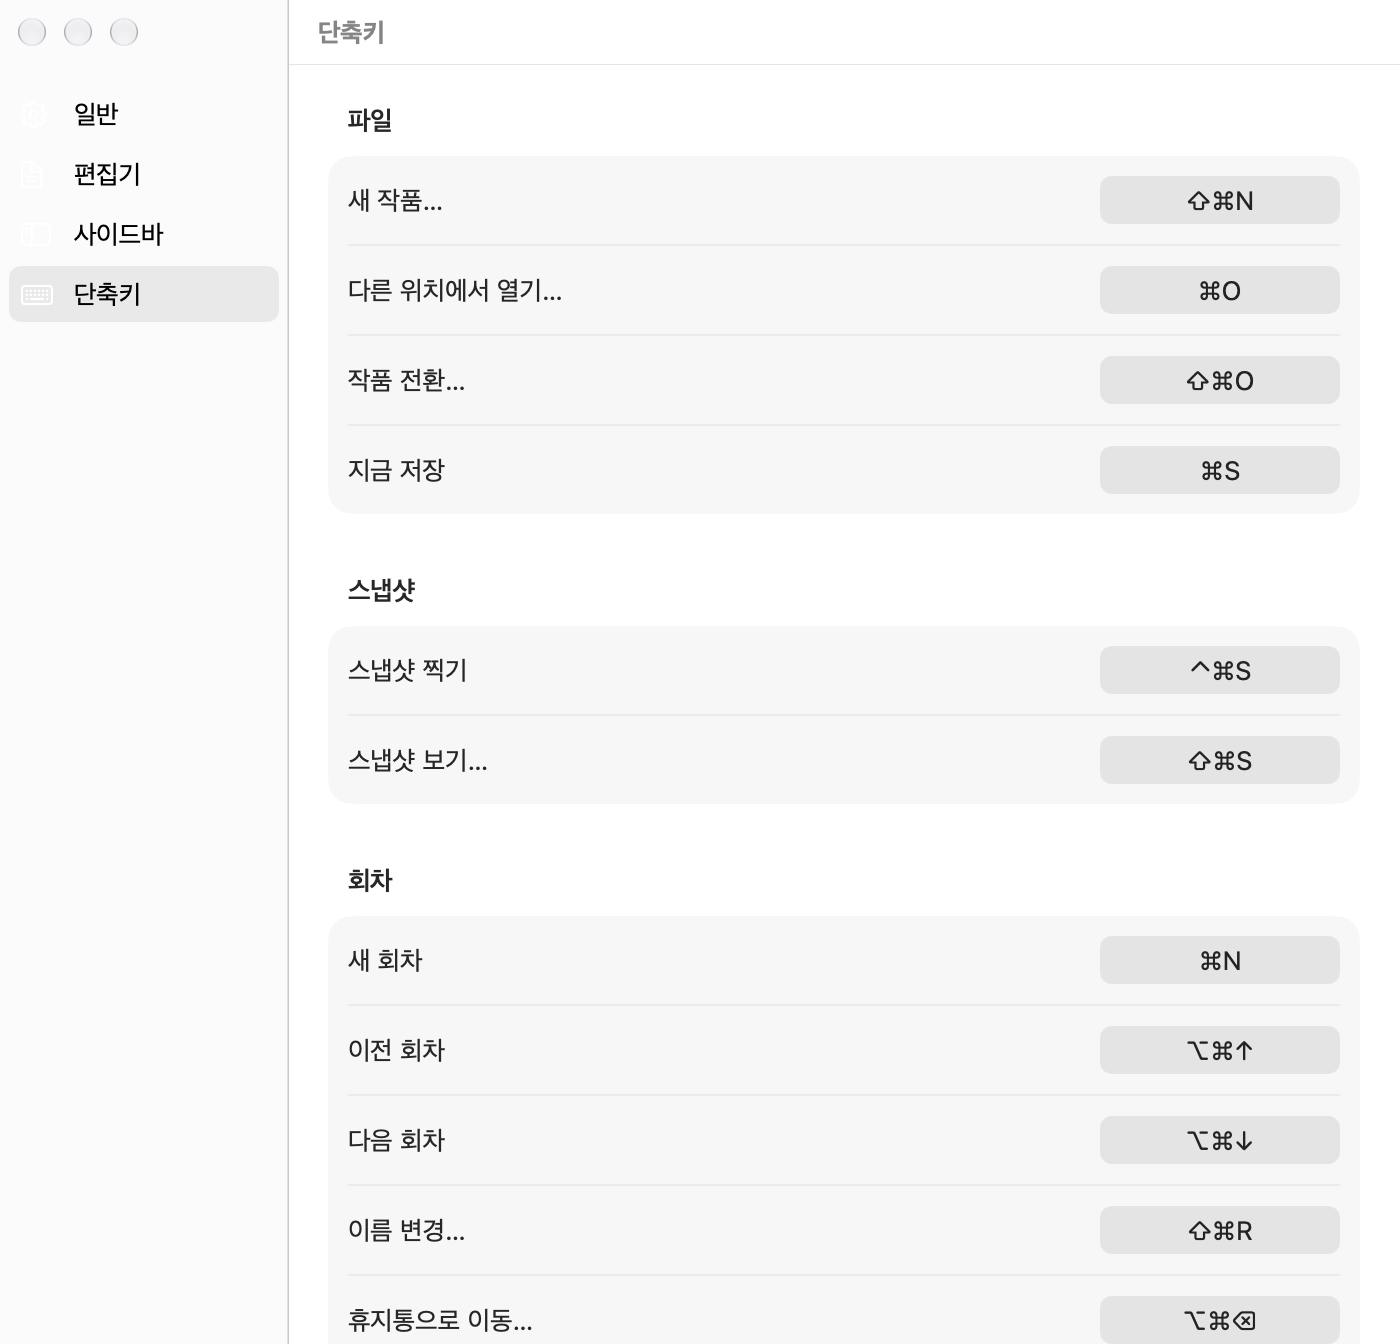 단축키
일반
편집기
사이드바
단축키
파일
새 작품... ⇧⌘N
다른 위치에서 열기... ⌘O
작품 전환... ⇧⌘O
지금 저장 ⌘S
스냅샷
스냅샷 찍기 ^⌘S
스냅샷 보기... ⇧⌘S
회차
새 회차 ⌘N
이전 회차 ⌥⌘↑
다음 회차 ⌥⌘↓
이름 변경... ⇧⌘R
휴지통으로 이동... ⌥⌘⌫